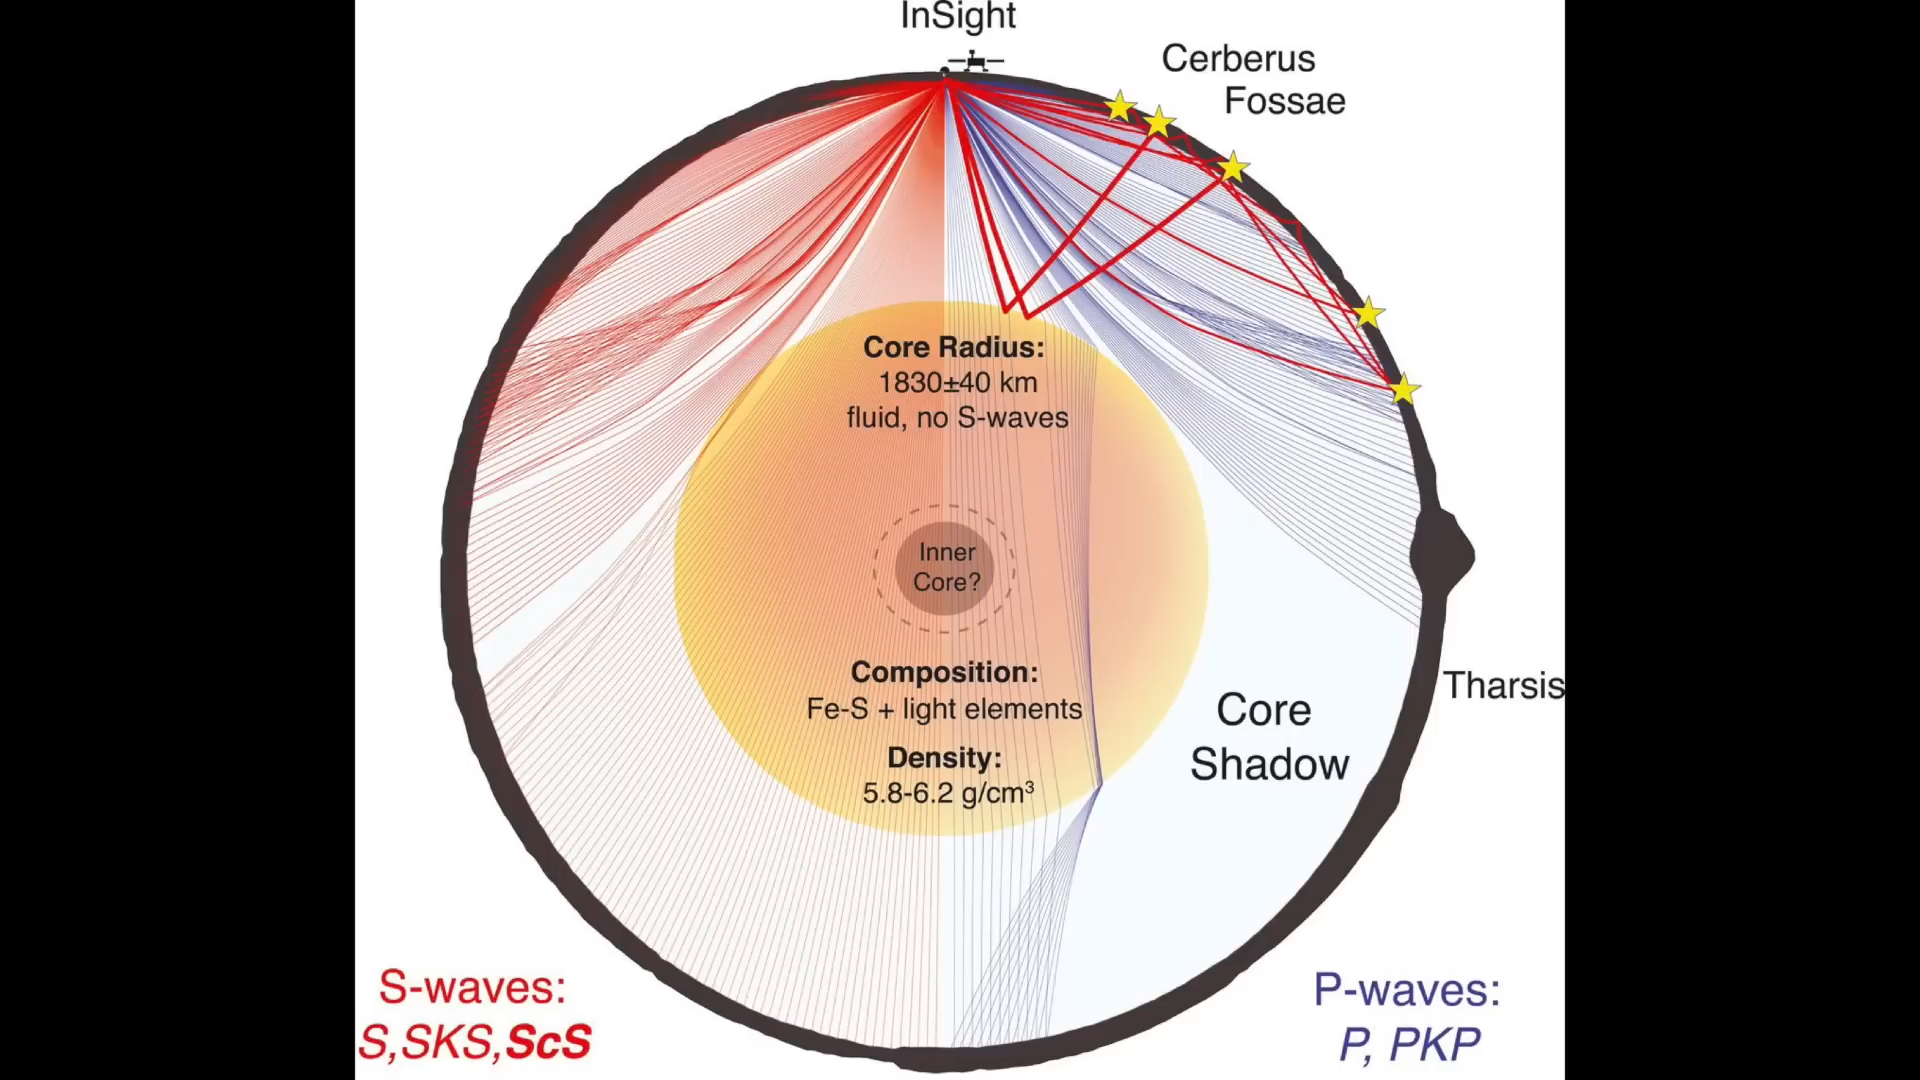 InSight
Cerberus
Fossae
Core Radius:
1830±40 km
fluid, no S-waves
Inner
Core?
Composition:
Fe-S + light elements
Density:
5.8-6.2 g/cm³
Core
Shadow
Tharsis
S-waves:
S,SKS,ScS
P-waves:
P, PKP